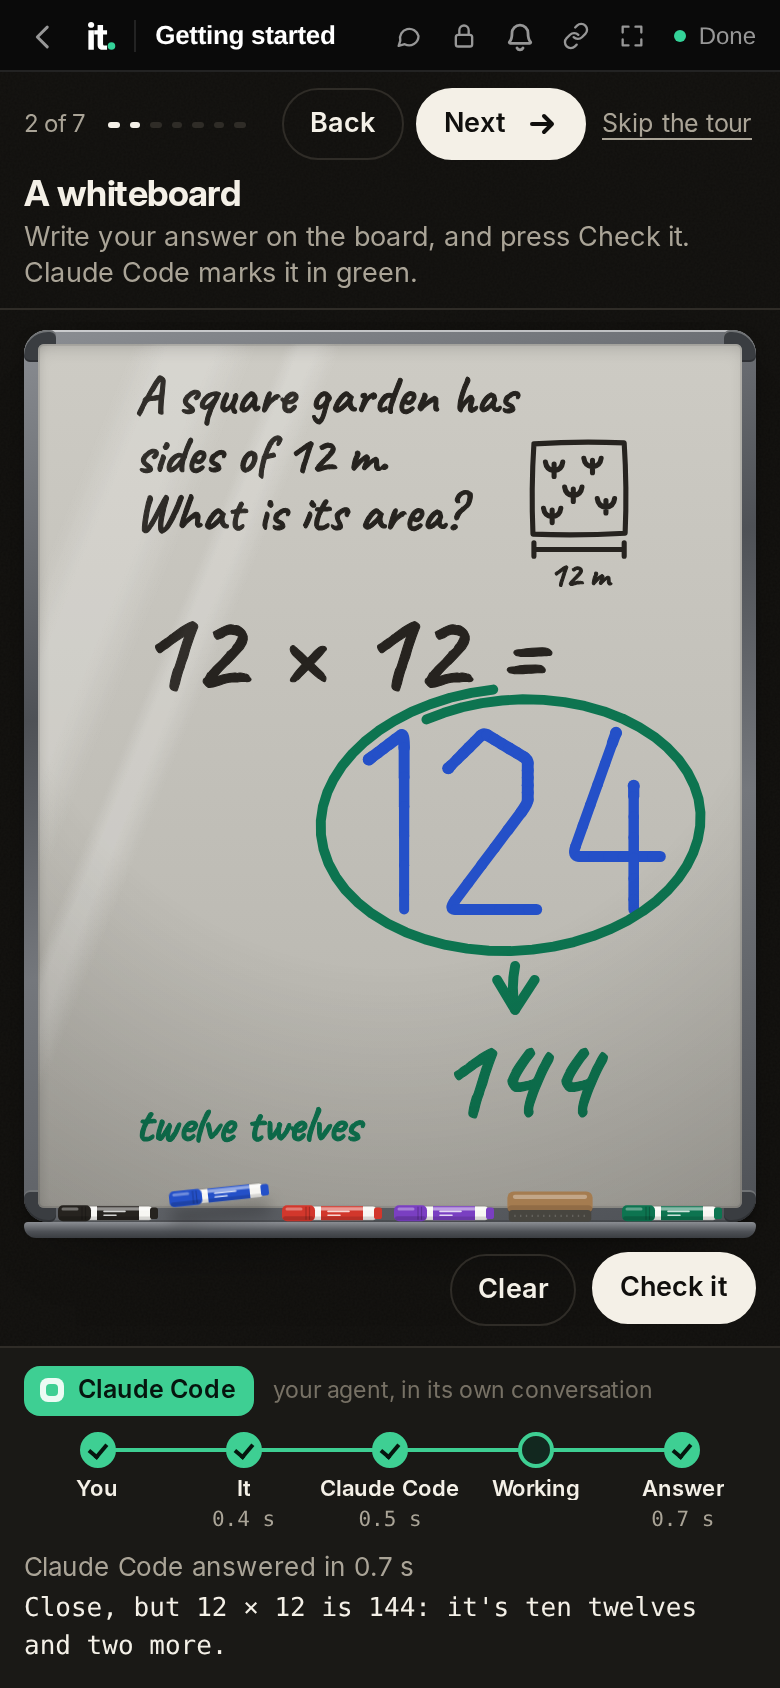 it. Getting started Done
2 of 7 Back Next Skip the tour
A whiteboard
Write your answer on the board, and press Check it.
Claude Code marks it in green.
A square garden has
sides of 12 m.
What is its area?
12 m
12 × 12 =
124
144
twelve twelves
Clear Check it
Claude Code your agent, in its own conversation
You It Claude Code Working Answer
0.4 s 0.5 s 0.7 s
Claude Code answered in 0.7 s
Close, but 12 × 12 is 144: it's ten twelves
and two more.